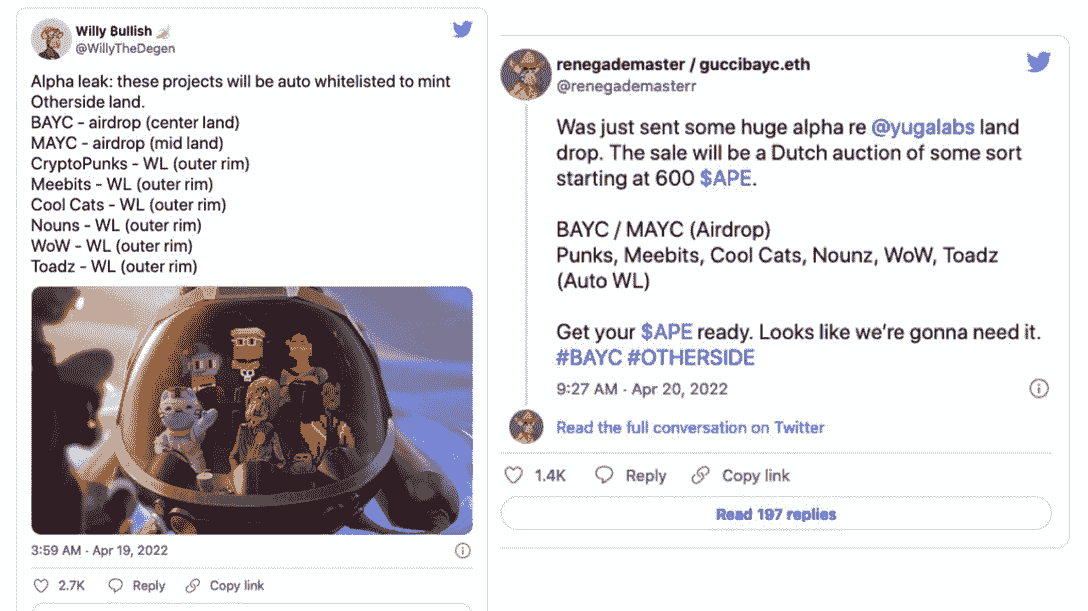 Willy Bullish
@WillyTheDegen
Alpha leak: these projects will be auto whitelisted to mint
Otherside land.
BAYC - airdrop (center land)
MAYC - airdrop (mid land)
CryptoPunks - WL (outer rim)
Meebits - WL (outer rim)
Cool Cats - WL (outer rim)
Nouns - WL (outer rim)
WoW - WL (outer rim)
Toadz - WL (outer rim)
3:59 AM · Apr 19, 2022
2.7K Reply Copy link
renegademaster / guccibayc.eth
@renegademasterr
Was just sent some huge alpha re @yugalabs land
drop. The sale will be a Dutch auction of some sort
starting at 600 $APE.
BAYC / MAYC (Airdrop)
Punks, Meebits, Cool Cats, Nounz, WoW, Toadz
(Auto WL)
Get your $APE ready. Looks like we’re gonna need it.
#BAYC #OTHERSIDE
9:27 AM · Apr 20, 2022
Read the full conversation on Twitter
1.4K Reply Copy link
Read 197 replies